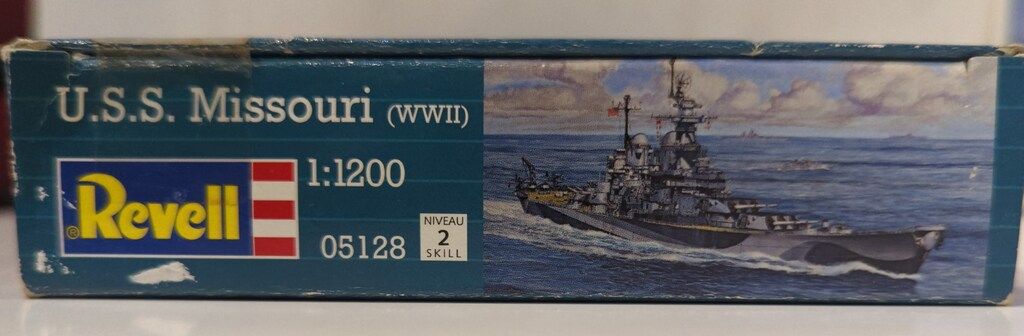 U.S.S. Missouri (WWII)
Revell
®
1:1200
05128
NIVEAU
2
SKILL